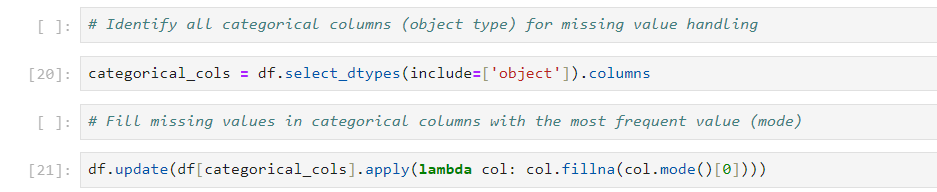 [ ]: # Identify all categorical columns (object type) for missing value handling
[20]: categorical_cols = df.select_dtypes(include=['object']).columns
[ ]: # Fill missing values in categorical columns with the most frequent value (mode)
[21]: df.update(df[categorical_cols].apply(lambda col: col.fillna(col.mode()[0])))